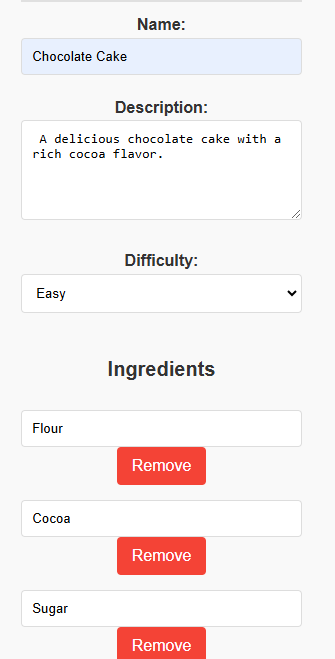 Name:
Chocolate Cake
Description:
A delicious chocolate cake with a
rich cocoa flavor.
Difficulty:
Easy
Ingredients
Flour
Remove
Cocoa
Remove
Sugar
Remove